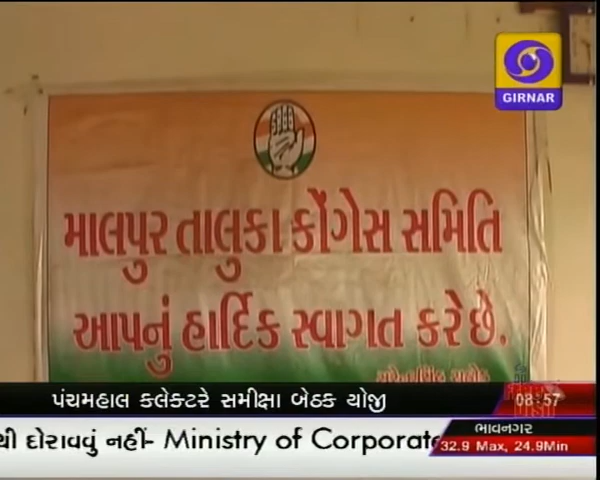 GIRNAR
માલપુર તાલુકા કોંગેસ સમિતિ
આપનું હાર્દિક સ્વાગત કરે છે.
પંચમહાલ કલેક્ટરે સમીક્ષા બેઠક યોજી
08:57
થી દોરાવવું નહીં- Ministry of Corporate
ભાવનગર
32.9 Max, 24.9Min